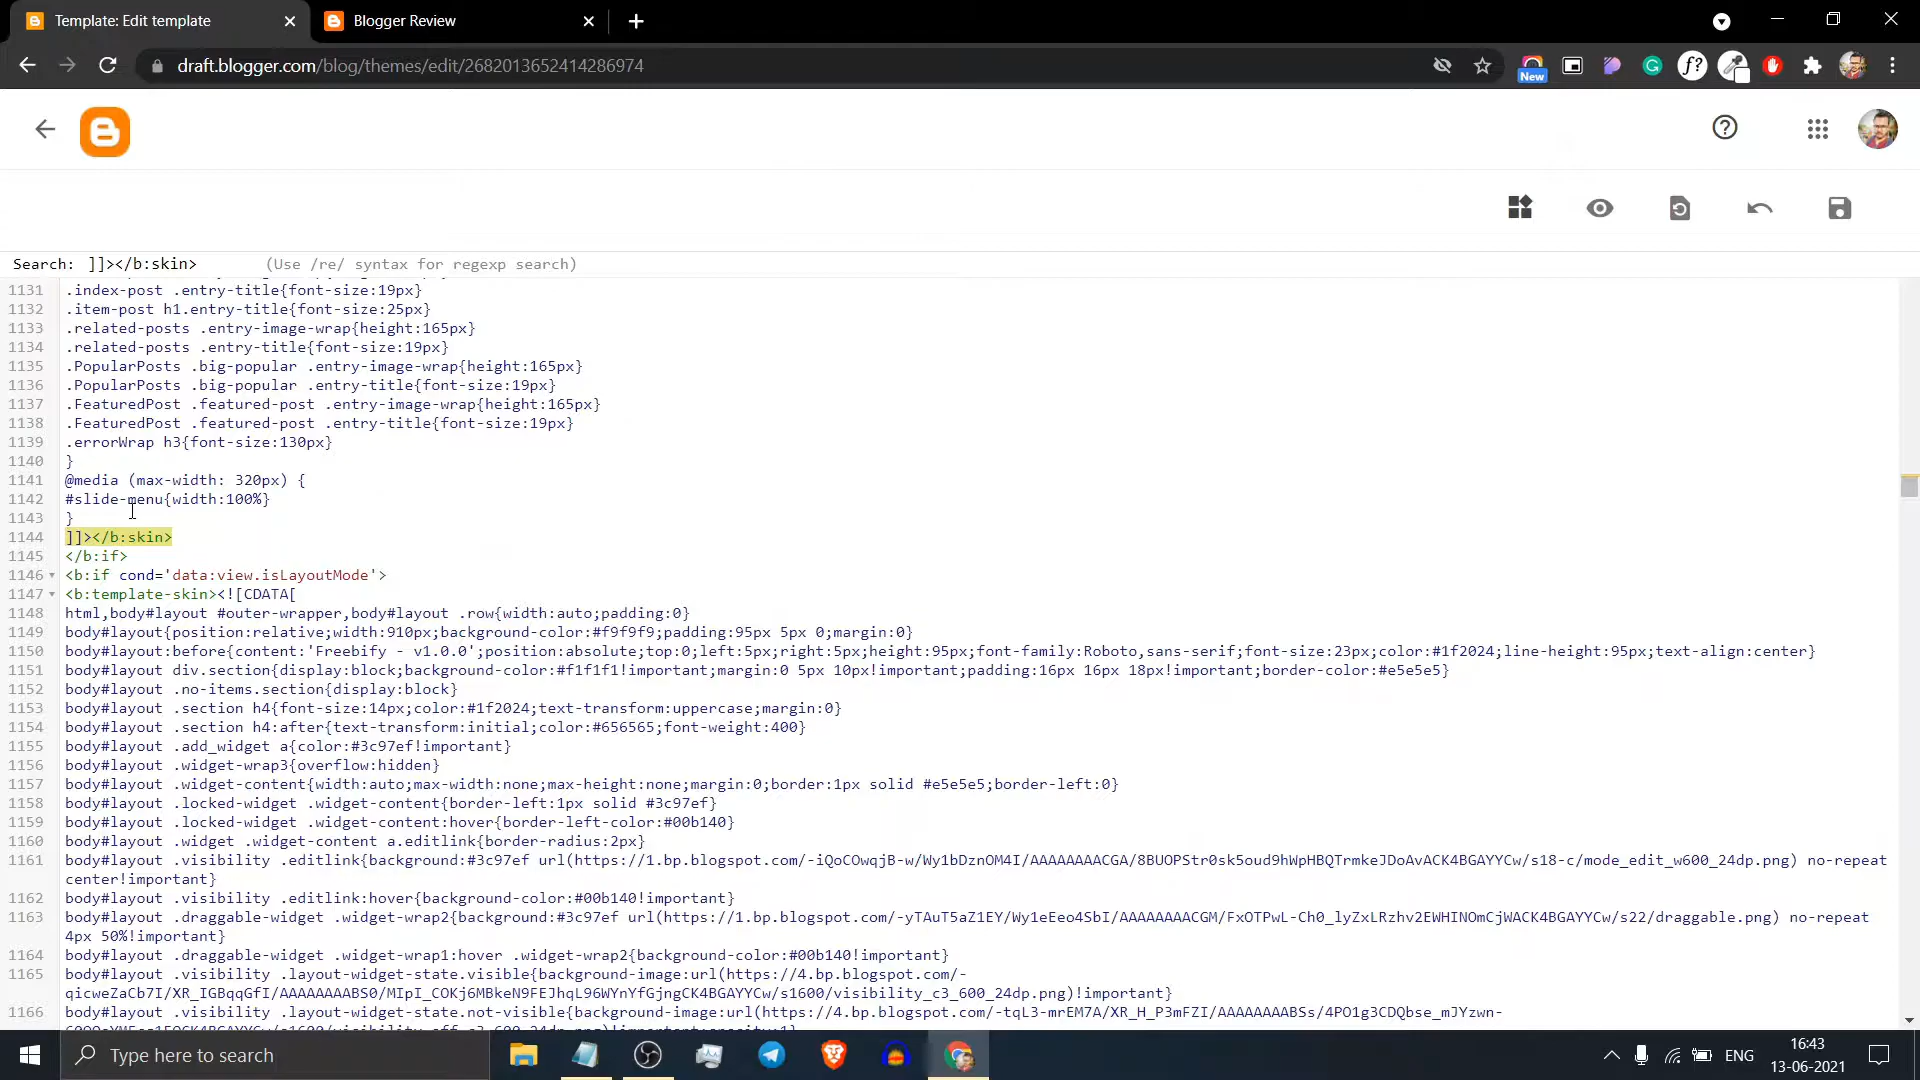 Template: Edit template
Blogger Review
draft.blogger.com/blog/themes/edit/2682013652414286974
New
f?
Search: ]]></b:skin> (Use /re/ syntax for regexp search)
1131 .index-post .entry-title{font-size:19px}
1132 .item-post h1.entry-title{font-size:25px}
1133 .related-posts .entry-image-wrap{height:165px}
1134 .related-posts .entry-title{font-size:19px}
1135 .PopularPosts .big-popular .entry-image-wrap{height:165px}
1136 .PopularPosts .big-popular .entry-title{font-size:19px}
1137 .FeaturedPost .featured-post .entry-image-wrap{height:165px}
1138 .FeaturedPost .featured-post .entry-title{font-size:19px}
1139 .errorWrap h3{font-size:130px}
1140 }
1141 @media (max-width: 320px) {
1142 #slide-menu{width:100%}
1143 }
1144 ]]></b:skin>
1145 </b:if>
1146 <b:if cond='data:view.isLayoutMode'>
1147 <b:template-skin><![CDATA[
1148 html,body#layout #outer-wrapper,body#layout .row{width:auto;padding:0}
1149 body#layout{position:relative;width:910px;background-color:#f9f9f9;padding:95px 5px 0;margin:0}
1150 body#layout:before{content:'Freebify - v1.0.0';position:absolute;top:0;left:5px;right:5px;height:95px;font-family:Roboto,sans-serif;font-size:23px;color:#1f2024;line-height:95px;text-align:center}
1151 body#layout div.section{display:block;background-color:#f1f1f1!important;margin:0 5px 10px!important;padding:16px 16px 18px!important;border-color:#e5e5e5}
1152 body#layout .no-items.section{display:block}
1153 body#layout .section h4{font-size:14px;color:#1f2024;text-transform:uppercase;margin:0}
1154 body#layout .section h4:after{text-transform:initial;color:#656565;font-weight:400}
1155 body#layout .add_widget a{color:#3c97ef!important}
1156 body#layout .widget-wrap3{overflow:hidden}
1157 body#layout .widget-content{width:auto;max-width:none;max-height:none;margin:0;border:1px solid #e5e5e5;border-left:0}
1158 body#layout .locked-widget .widget-content{border-left:1px solid #3c97ef}
1159 body#layout .locked-widget .widget-content:hover{border-left-color:#00b140}
1160 body#layout .widget .widget-content a.editlink{border-radius:2px}
1161 body#layout .visibility .editlink{background:#3c97ef url(https://1.bp.blogspot.com/-iQoCOwqjB-w/Wy1bDznOM4I/AAAAAAAACGA/8BUOPStr0sk5oud9hWpHBQTrmkeJDoAvACK4BGAYYCw/s18-c/mode_edit_w600_24dp.png) no-repeat
center!important}
1162 body#layout .visibility .editlink:hover{background-color:#00b140!important}
1163 body#layout .draggable-widget .widget-wrap2{background:#3c97ef url(https://1.bp.blogspot.com/-yTAuT5aZ1EY/Wy1eEeo4SbI/AAAAAAAACGM/FxOTPwL-Ch0_lyZxLRzhv2EWHINOmCjWACK4BGAYYCw/s22/draggable.png) no-repeat
4px 50%!important}
1164 body#layout .draggable-widget .widget-wrap1:hover .widget-wrap2{background-color:#00b140!important}
1165 body#layout .visibility .layout-widget-state.visible{background-image:url(https://4.bp.blogspot.com/-
qicweZaCb7I/XR_IGBqqGfI/AAAAAAAABS0/MIpI_COKj6MBkeN9FEJhqL96WYnYfGjngCK4BGAYYCw/s1600/visibility_c3_600_24dp.png)!important}
1166 body#layout .visibility .layout-widget-state.not-visible{background-image:url(https://4.bp.blogspot.com/-tqL3-mrEM7A/XR_H_P3mFZI/AAAAAAAABSs/4PO1g3CDQbse_mJYzwn-
Type here to search
ENG
16:43
13-06-2021